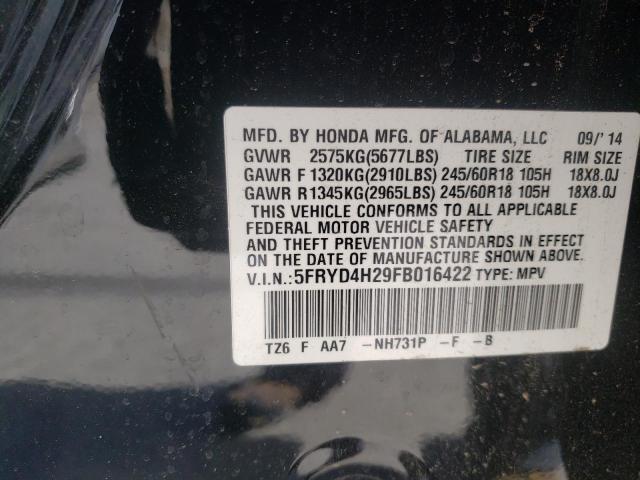 MFD. BY HONDA MFG. OF ALABAMA, LLC 09/'14
GVWR 2575KG(5677LBS) TIRE SIZE RIM SIZE
GAWR F 1320KG(2910LBS) 245/60R18 105H 18X8.0J
GAWR R 1345KG(2965LBS) 245/60R18 105H 18X8.0J
THIS VEHICLE CONFORMS TO ALL APPLICABLE
FEDERAL MOTOR VEHICLE SAFETY
AND THEFT PREVENTION STANDARDS IN EFFECT
ON THE DATE OF MANUFACTURE SHOWN ABOVE.
V.I.N.:5FRYD4H29FB016422 TYPE: MPV
TZ6 F AA7 -NH731P -F -B